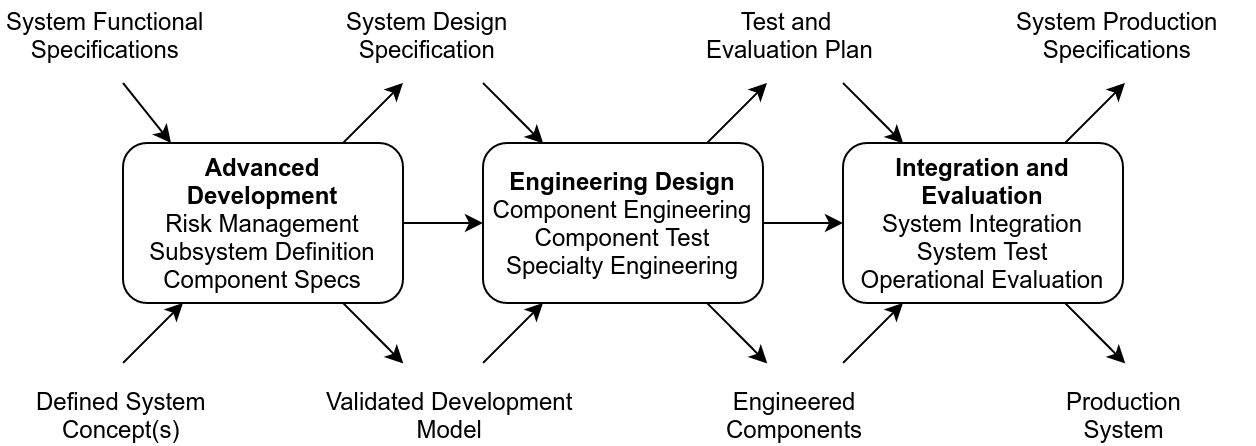 System Functional
Specifications
System Design
Specification
Test and
Evaluation Plan
System Production
Specifications
Advanced
Development
Risk Management
Subsystem Definition
Component Specs
Engineering Design
Component Engineering
Component Test
Specialty Engineering
Integration and
Evaluation
System Integration
System Test
Operational Evaluation
Defined System
Concept(s)
Validated Development
Model
Engineered
Components
Production
System